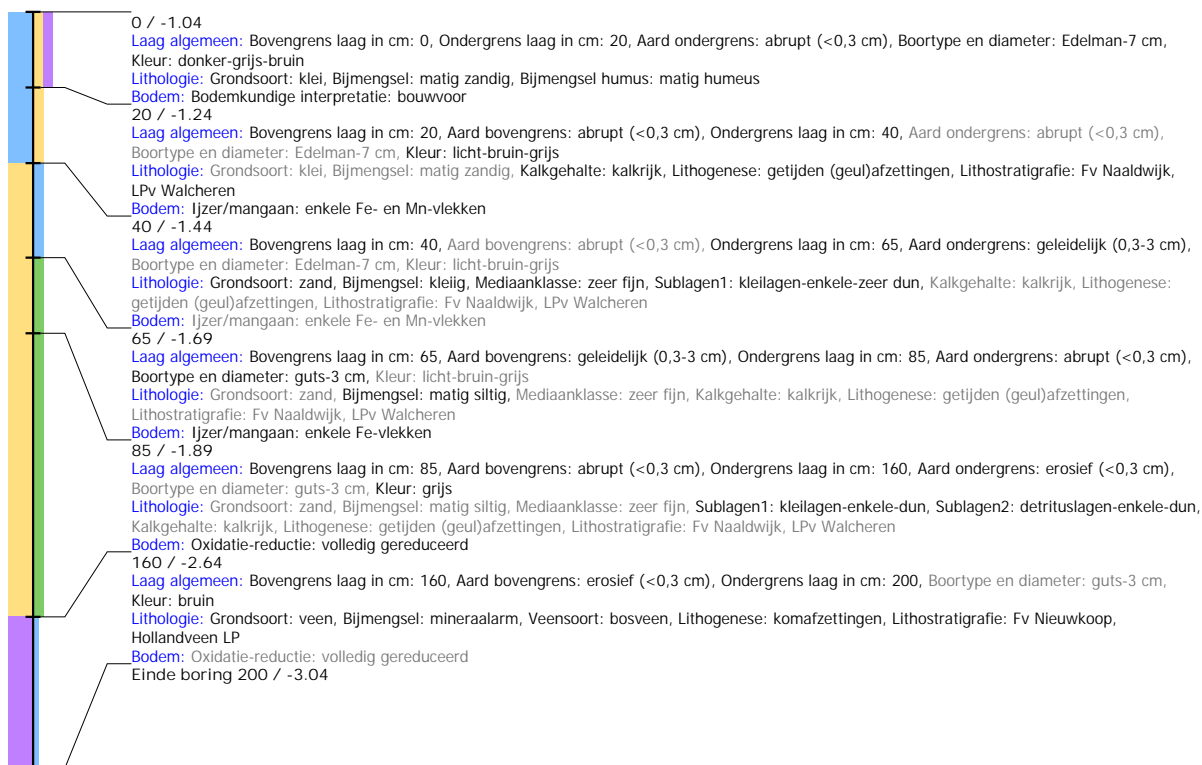 0 / -1.04
Laag algemeen: Bovengrens laag in cm: 0, Ondergrens laag in cm: 20, Aard ondergrens: abrupt (<0,3 cm), Boortype en diameter: Edelman-7 cm,
Kleur: donker-grijs-bruin
Lithologie: Grondsoort: klei, Bijmengsel: matig zandig, Bijmengsel humus: matig humeus
Bodem: Bodemkundige interpretatie: bouwvoor
20 / -1.24
Laag algemeen: Bovengrens laag in cm: 20, Aard bovengrens: abrupt (<0,3 cm), Ondergrens laag in cm: 40, Aard ondergrens: abrupt (<0,3 cm),
Boortype en diameter: Edelman-7 cm, Kleur: licht-bruin-grijs
Lithologie: Grondsoort: klei, Bijmengsel: matig zandig, Kalkgehalte: kalkrijk, Lithogenese: getijden (geul)afzettingen, Lithostratigrafie: Fv Naaldwijk,
LPv Walcheren
Bodem: Ijzer/mangaan: enkele Fe- en Mn-vlekken
40 / -1.44
Laag algemeen: Bovengrens laag in cm: 40, Aard bovengrens: abrupt (<0,3 cm), Ondergrens laag in cm: 65, Aard ondergrens: geleidelijk (0,3-3 cm),
Boortype en diameter: Edelman-7 cm, Kleur: licht-bruin-grijs
Lithologie: Grondsoort: zand, Bijmengsel: kleiig, Mediaanklasse: zeer fijn, Sublagen1: kleilagen-enkele-zeer dun, Kalkgehalte: kalkrijk, Lithogenese:
getijden (geul)afzettingen, Lithostratigrafie: Fv Naaldwijk, LPv Walcheren
Bodem: Ijzer/mangaan: enkele Fe- en Mn-vlekken
65 / -1.69
Laag algemeen: Bovengrens laag in cm: 65, Aard bovengrens: geleidelijk (0,3-3 cm), Ondergrens laag in cm: 85, Aard ondergrens: abrupt (<0,3 cm),
Boortype en diameter: guts-3 cm, Kleur: licht-bruin-grijs
Lithologie: Grondsoort: zand, Bijmengsel: matig siltig, Mediaanklasse: zeer fijn, Kalkgehalte: kalkrijk, Lithogenese: getijden (geul)afzettingen,
Lithostratigrafie: Fv Naaldwijk, LPv Walcheren
Bodem: Ijzer/mangaan: enkele Fe-vlekken
85 / -1.89
Laag algemeen: Bovengrens laag in cm: 85, Aard bovengrens: abrupt (<0,3 cm), Ondergrens laag in cm: 160, Aard ondergrens: erosief (<0,3 cm),
Boortype en diameter: guts-3 cm, Kleur: grijs
Lithologie: Grondsoort: zand, Bijmengsel: matig siltig, Mediaanklasse: zeer fijn, Sublagen1: kleilagen-enkele-dun, Sublagen2: detrituslagen-enkele-dun,
Kalkgehalte: kalkrijk, Lithogenese: getijden (geul)afzettingen, Lithostratigrafie: Fv Naaldwijk, LPv Walcheren
Bodem: Oxidatie-reductie: volledig gereduceerd
160 / -2.64
Laag algemeen: Bovengrens laag in cm: 160, Aard bovengrens: erosief (<0,3 cm), Ondergrens laag in cm: 200, Boortype en diameter: guts-3 cm,
Kleur: bruin
Lithologie: Grondsoort: veen, Bijmengsel: mineraalarm, Veensoort: bosveen, Lithogenese: komafzettingen, Lithostratigrafie: Fv Nieuwkoop,
Hollandveen LP
Bodem: Oxidatie-reductie: volledig gereduceerd
Einde boring 200 / -3.04